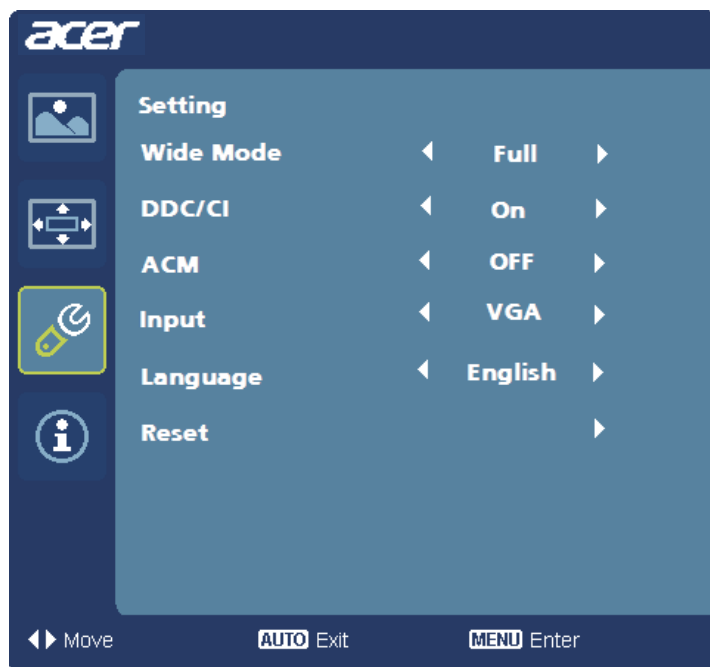 acer
Setting
Wide Mode Full
DDC/CI On
ACM OFF
Input VGA
Language English
Reset
Move AUTO Exit MENU Enter